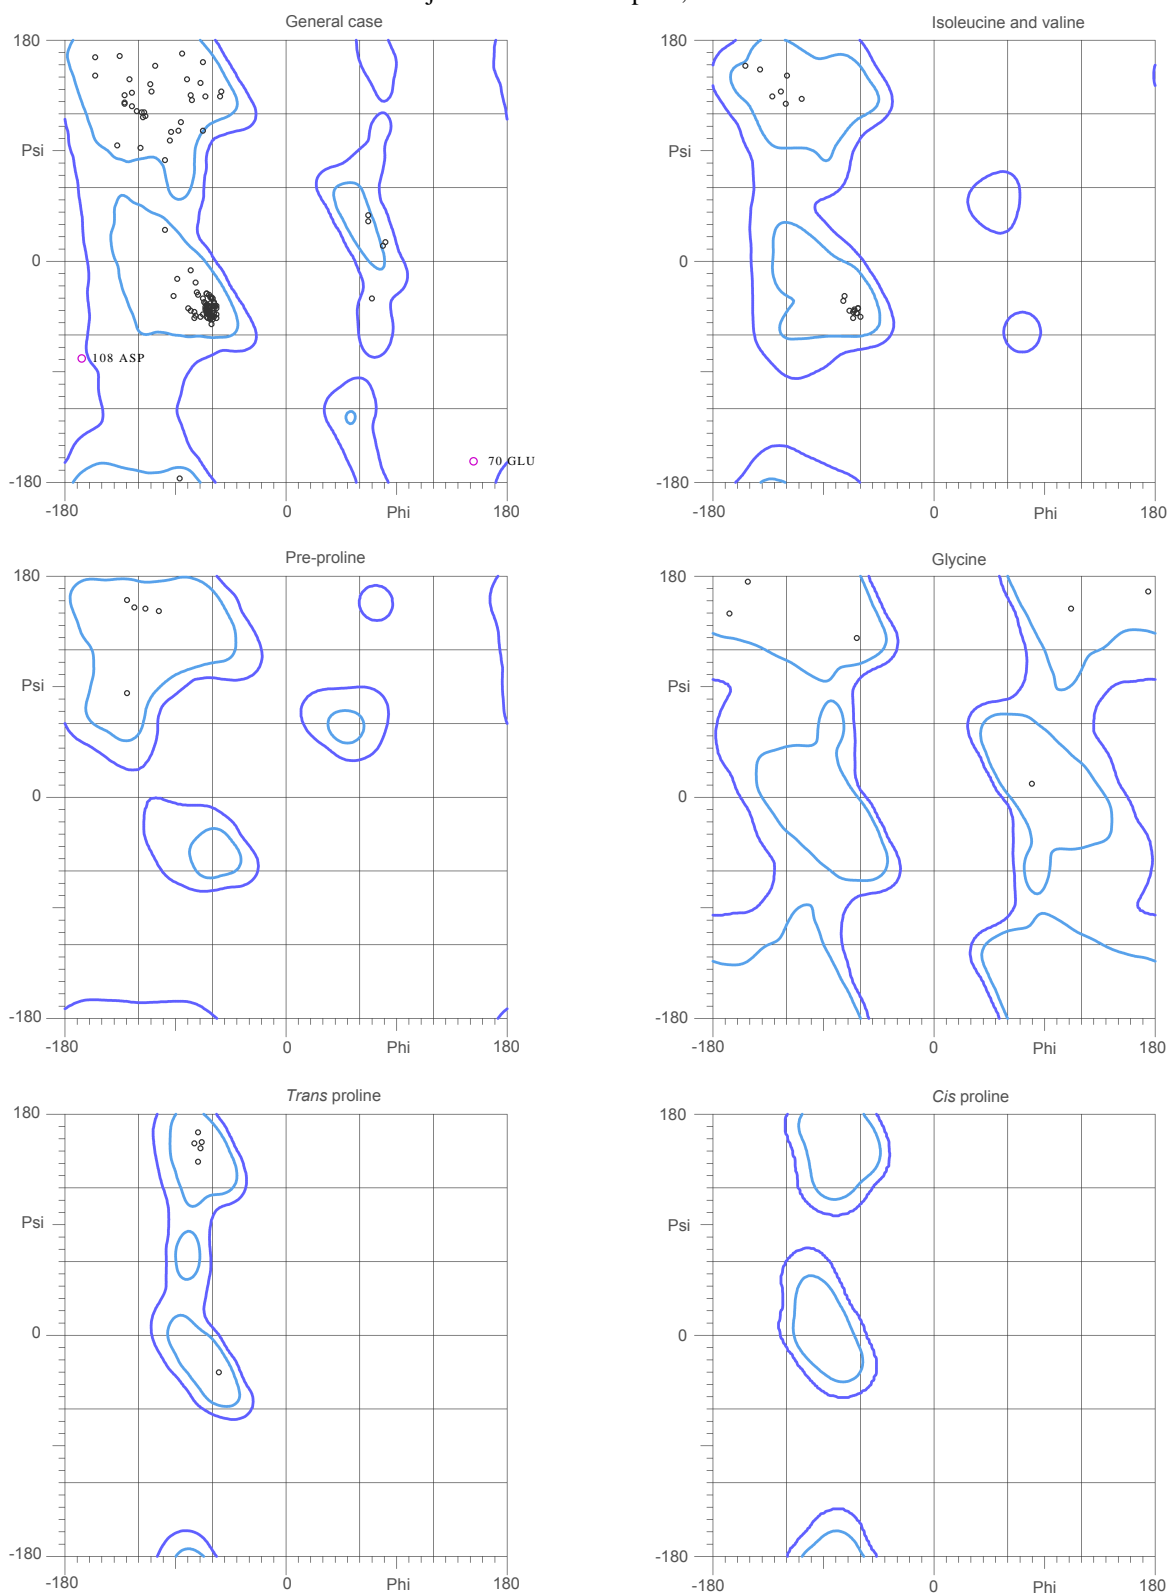 General case
Isoleucine and valine
180
180
Psi
Psi
0
0
108 ASP
70 GLU
-180
-180
-180
0
Phi
180
-180
0
Phi
180
Pre-proline
Glycine
180
180
Psi
Psi
0
0
-180
-180
-180
0
Phi
180
-180
0
Phi
180
Trans proline
Cis proline
180
180
Psi
Psi
0
0
-180
-180
-180
0
Phi
180
-180
0
Phi
180